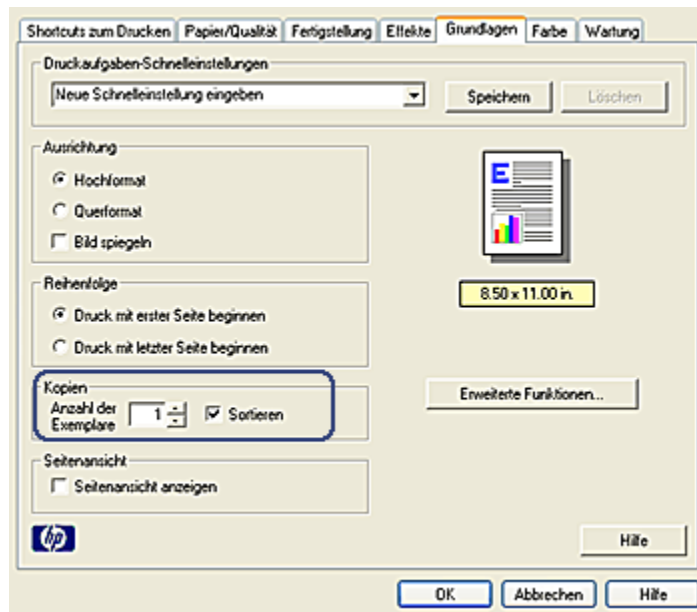 Shortcuts zum Drucken Papier/Qualität Fertigstellung Effekte Grundlagen Farbe Wartung
Druckaufgaben-Schnelleinstellungen
Neue Schnelleinstellung eingeben Speichern Löschen
Ausrichtung
Hochformat
Querformat
Bild spiegeln
E
8.50 x 11.00 in.
Reihenfolge
Druck mit erster Seite beginnen
Druck mit letzter Seite beginnen
Kopien
Anzahl der
Exemplare 1 Sortieren
Erweiterte Funktionen...
Seitenansicht
Seitenansicht anzeigen
hp
Hilfe
OK Abbrechen Hilfe